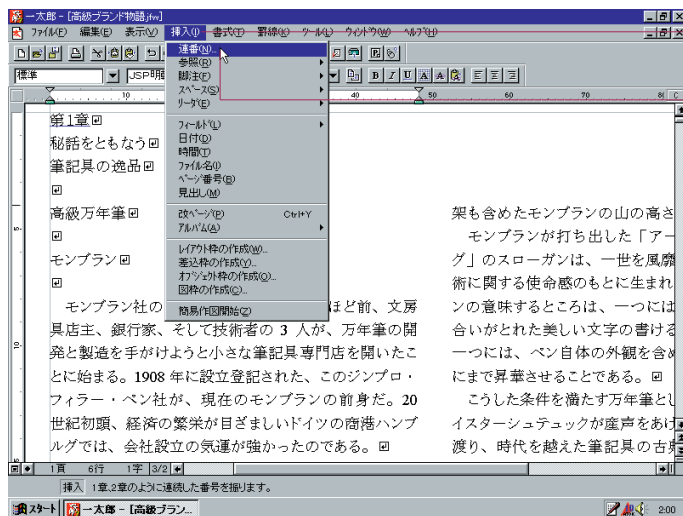 一太郎 - [高級ブランド物語.jfw]
ファイル(F) 編集(E) 表示(V) 挿入(I) 書式(T) 罫線(K) ツール(L) ウィンドウ(W) ヘルプ(H)
標準 JSP明
B I U A A
連番(N)...
参照(R)
脚注(F)
スペース(S)
リーダ(E)
フィールド(L)
日付(D)
時間(T)
ファイル名(I)
ページ番号(B)
見出し(M)
改ページ(P) Ctrl+Y
アルバム(A)
レイアウト枠の作成(W)...
差込枠の作成(Y)...
オブジェクト枠の作成(O)...
図枠の作成(C)...
簡易作図開始(Z)
10 40 50 60 70 80
第1章
秘話をともなう
筆記具の逸品
高級万年筆
モンブラン
モンブラン社の
ほど前、文房
具店主、銀行家、そして技術者の 3 人が、万年筆の開
発と製造を手がけようと小さな筆記具専門店を開いたこ
とに始まる。1908 年に設立登記された、このジンプロ・
フィラー・ペン社が、現在のモンブランの前身だ。20
世紀初頭、経済の繁栄が目ざましいドイツの商港ハンブ
ルグでは、会社設立の気運が強かったのである。
架も含めたモンブランの山の高さ
モンブランが打ち出した「アー
グ」のスローガンは、一世を風靡
術に関する使命感のもとに生まれ
ンの意味するところは、一つには
合いがとれた美しい文字の書ける
一つには、ペン自体の外観を含め
にまで昇華させることである。
こうした条件を満たす万年筆とし
イスターシュテュックが産声をあげ
渡り、時代を越えた筆記具の古典
1頁 6行 1字 3/2
挿入 1章,2章のように連続した番号を振ります。
スタート 一太郎 - [高級ブラン... 2:00